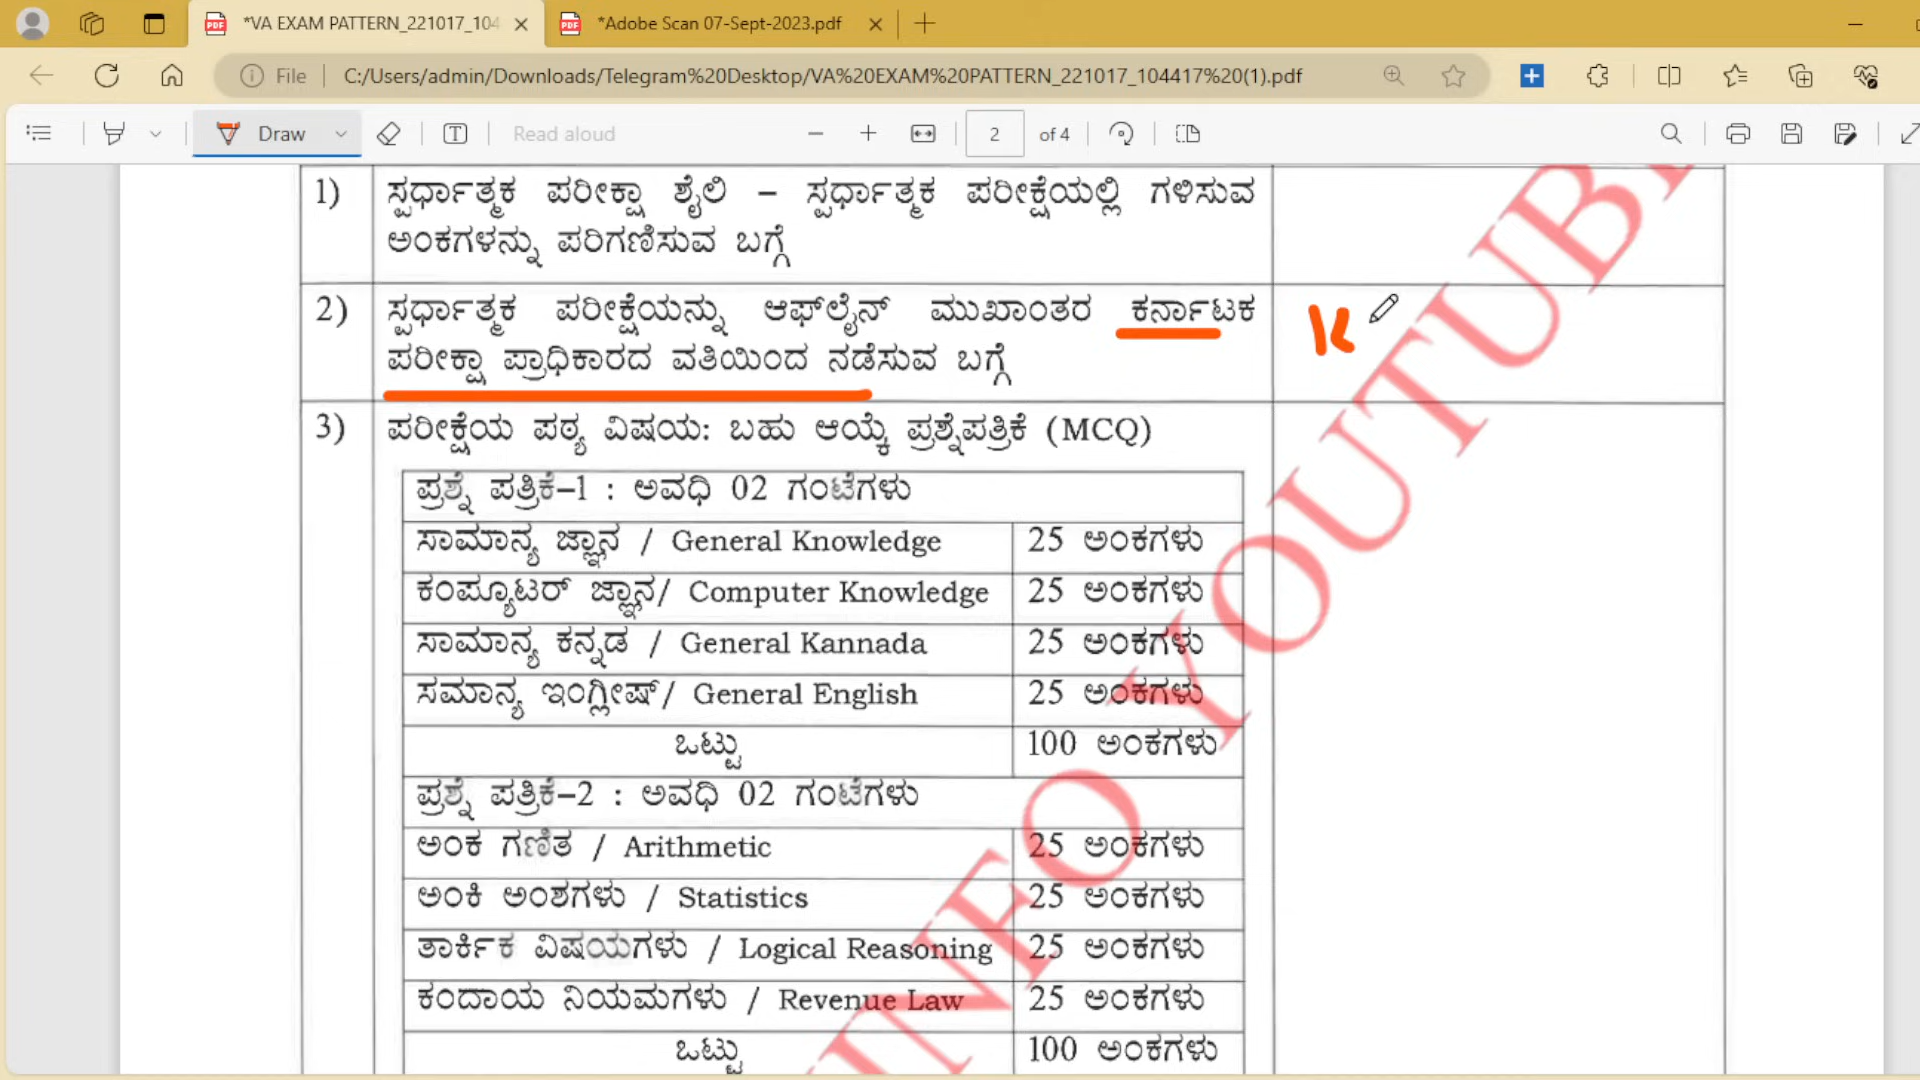 *VA EXAM PATTERN_221017_104
*Adobe Scan 07-Sept-2023.pdf
File
C:/Users/admin/Downloads/Telegram%20Desktop/VA%20EXAM%20PATTERN_221017_104417%20(1).pdf
Draw
Read aloud
2 of 4
1) ಸ್ಪರ್ಧಾತ್ಮಕ ಪರೀಕ್ಷಾ ಶೈಲಿ – ಸ್ಪರ್ಧಾತ್ಮಕ ಪರೀಕ್ಷೆಯಲ್ಲಿ ಗಳಿಸುವ
ಅಂಕಗಳನ್ನು ಪರಿಗಣಿಸುವ ಬಗ್ಗೆ
2) ಸ್ಪರ್ಧಾತ್ಮಕ ಪರೀಕ್ಷೆಯನ್ನು ಆಫ್‌ಲೈನ್ ಮುಖಾಂತರ ಕರ್ನಾಟಕ
ಪರೀಕ್ಷಾ ಪ್ರಾಧಿಕಾರದ ವತಿಯಿಂದ ನಡೆಸುವ ಬಗ್ಗೆ
K
3) ಪರೀಕ್ಷೆಯ ಪಠ್ಯ ವಿಷಯ: ಬಹು ಆಯ್ಕೆ ಪ್ರಶ್ನೆಪತ್ರಿಕೆ (MCQ)
ಪ್ರಶ್ನೆ ಪತ್ರಿಕೆ–1 : ಅವಧಿ 02 ಗಂಟೆಗಳು
ಸಾಮಾನ್ಯ ಜ್ಞಾನ / General Knowledge 25 ಅಂಕಗಳು
ಕಂಪ್ಯೂಟರ್ ಜ್ಞಾನ/ Computer Knowledge 25 ಅಂಕಗಳು
ಸಾಮಾನ್ಯ ಕನ್ನಡ / General Kannada 25 ಅಂಕಗಳು
ಸಮಾನ್ಯ ಇಂಗ್ಲೀಷ್/ General English 25 ಅಂಕಗಳು
ಒಟ್ಟು 100 ಅಂಕಗಳು
ಪ್ರಶ್ನೆ ಪತ್ರಿಕೆ–2 : ಅವಧಿ 02 ಗಂಟೆಗಳು
ಅಂಕ ಗಣಿತ / Arithmetic 25 ಅಂಕಗಳು
ಅಂಕಿ ಅಂಶಗಳು / Statistics 25 ಅಂಕಗಳು
ತಾರ್ಕಿಕ ವಿಷಯಗಳು / Logical Reasoning 25 ಅಂಕಗಳು
ಕಂದಾಯ ನಿಯಮಗಳು / Revenue Law 25 ಅಂಕಗಳು
ಒಟ್ಟು 100 ಅಂಕಗಳು
INFO YOUTUBE